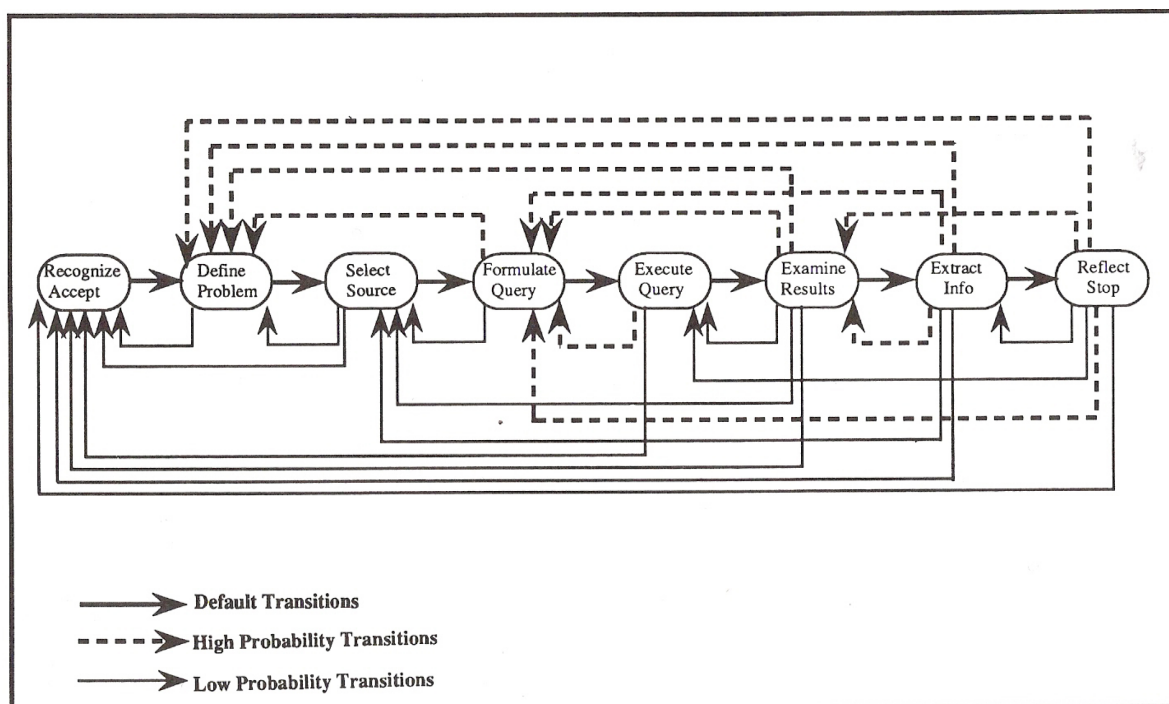 Recognize
Accept
Define
Problem
Select
Source
Formulate
Query
Execute
Query
Examine
Results
Extract
Info
Reflect
Stop
Default Transitions
High Probability Transitions
Low Probability Transitions